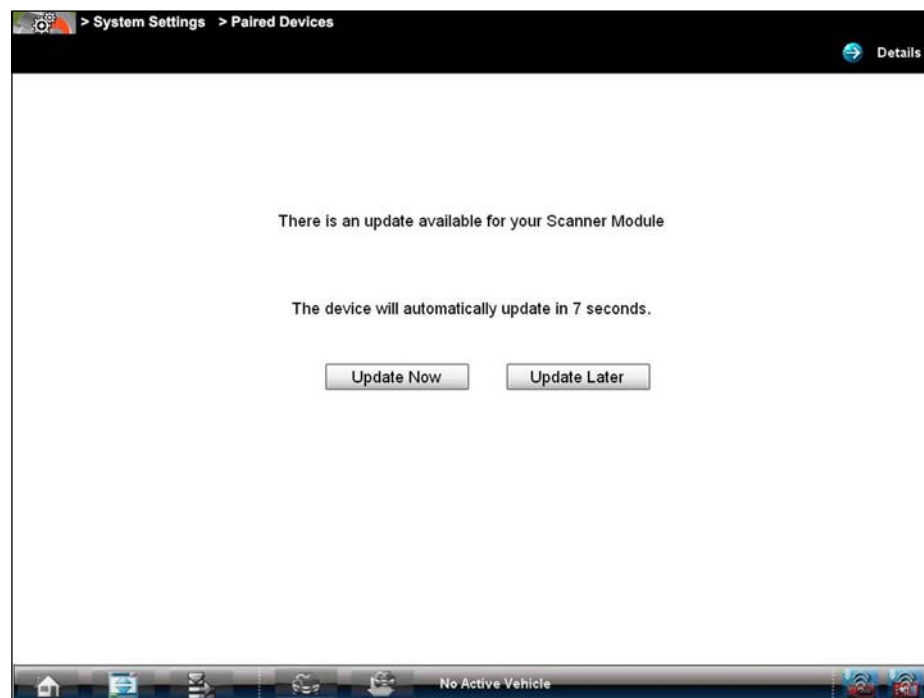 > System Settings > Paired Devices
Details
There is an update available for your Scanner Module
The device will automatically update in 7 seconds.
Update Now Update Later
No Active Vehicle